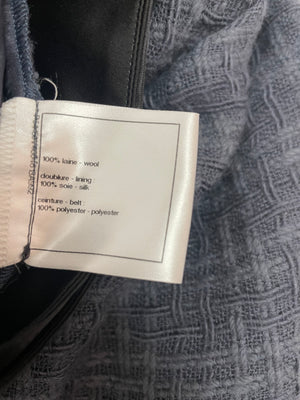 100% laine - wool
doublure - lining :
100% soie - silk
ceinture - belt :
100% polyester - polyester